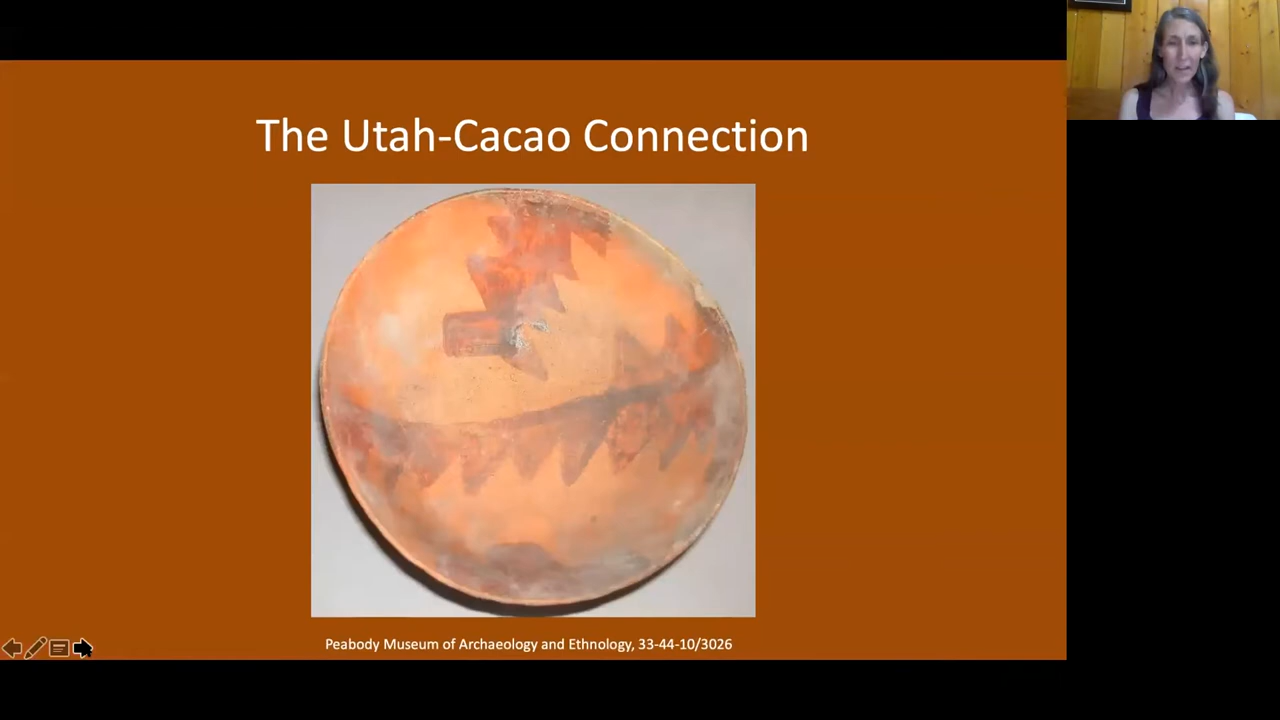 The Utah-Cacao Connection
Peabody Museum of Archaeology and Ethnology, 33-44-10/3026